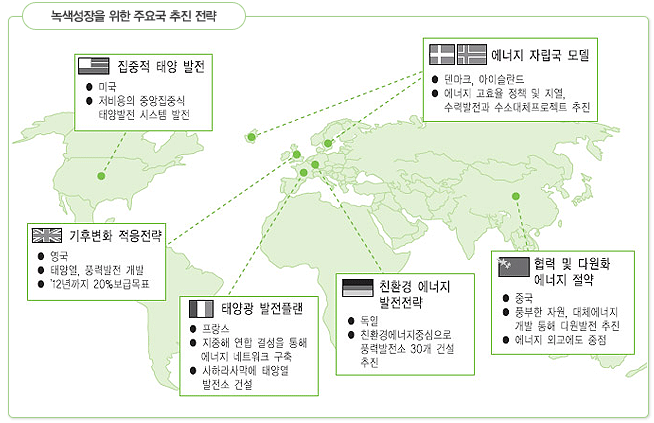 녹색성장을 위한 주요국 추진 전략
집중적 태양 발전
● 미국
● 저비용의 중앙집중식
태양발전 시스템 발전
에너지 자립국 모델
● 덴마크, 아이슬란드
● 에너지 고효율 정책 및 지열,
수력발전과 수소대체프로젝트 추진
기후변화 적응전략
● 영국
● 태양열, 풍력발전 개발
● '12년까지 20%보급목표
태양광 발전플랜
● 프랑스
● 지중해 연합 결성을 통해
에너지 네트워크 구축
● 사하라사막에 태양열
발전소 건설
친환경 에너지
발전전략
● 독일
● 친환경에너지중심으로
풍력발전소 30개 건설
추진
협력 및 다원화
에너지 절약
● 중국
● 풍부한 자원, 대체에너지
개발 통해 다원발전 추진
● 에너지 외교에도 중점